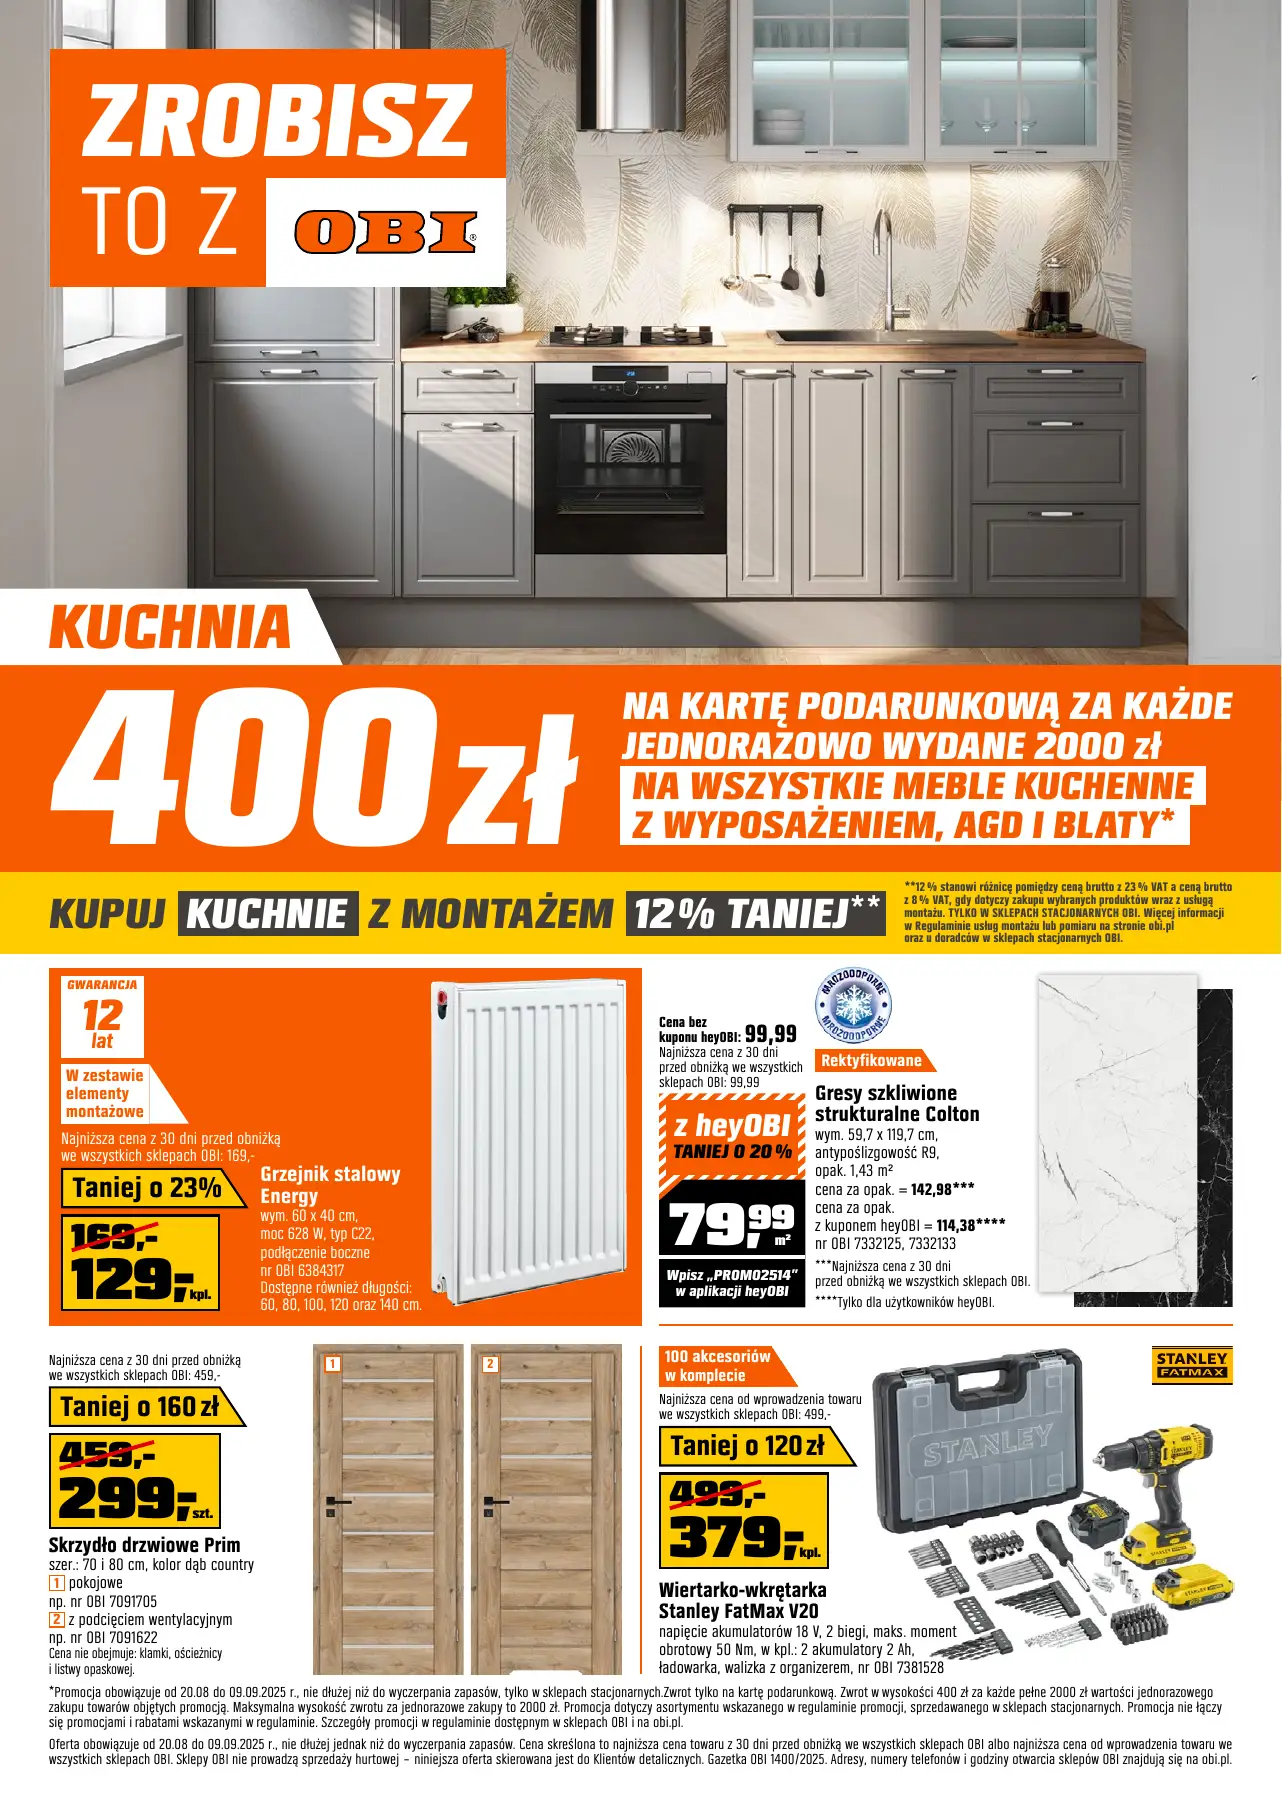 ZROBISZ
TO Z
OBI®
KUCHNIA
400 zł
NA KARTĘ PODARUNKOWĄ ZA KAŻDE
JEDNORAZOWO WYDANE 2000 zł
NA WSZYSTKIE MEBLE KUCHENNE
Z WYPOSAŻENIEM, AGD I BLATY*
KUPUJ KUCHNIE Z MONTAŻEM 12% TANIEJ**
**12 % stanowi różnicę pomiędzy ceną brutto z 23 % VAT a ceną brutto
z 8 % VAT, gdy dotyczy zakupu wybranych produktów wraz z usługą
montażu. TYLKO W SKLEPACH STACJONARNYCH OBI. Więcej informacji
w Regulaminie usług montażu lub pomiaru na stronie obi.pl
oraz u doradców w sklepach stacjonarnych OBI.
GWARANCJA
12
lat
W zestawie
elementy
montażowe
Najniższa cena z 30 dni przed obniżką
we wszystkich sklepach OBI: 169,-
Taniej o 23%
169,-
129,- kpl.
Grzejnik stalowy
Energy
wym. 60 x 40 cm,
moc 628 W, typ C22,
podłączenie boczne
nr OBI 6384317
Dostępne również długości:
60, 80, 100, 120 oraz 140 cm.
Cena bez
kuponu heyOBI: 99,99
Najniższa cena z 30 dni
przed obniżką we wszystkich
sklepach OBI: 99,99
z heyOBI
TANIEJ O 20 %
79,99 m²
Wpisz „PROMO2514”
w aplikacji heyOBI
MROZOODPORNE
MROZOODPORNE
Rektyfikowane
Gresy szkliwione
strukturalne Colton
wym. 59,7 x 119,7 cm,
antypoślizgowość R9,
opak. 1,43 m²
cena za opak. = 142,98***
cena za opak.
z kuponem heyOBI = 114,38****
nr OBI 7332125, 7332133
***Najniższa cena z 30 dni
przed obniżką we wszystkich sklepach OBI.
****Tylko dla użytkowników heyOBI.
Najniższa cena z 30 dni przed obniżką
we wszystkich sklepach OBI: 459,-
Taniej o 160 zł
459,-
299,- szt.
Skrzydło drzwiowe Prim
szer.: 70 i 80 cm, kolor dąb country
1 pokojowe
np. nr OBI 7091705
2 z podcięciem wentylacyjnym
np. nr OBI 7091622
Cena nie obejmuje: klamki, ościeżnicy
i listwy opaskowej.
1
2
100 akcesoriów
w komplecie
Najniższa cena od wprowadzenia towaru
we wszystkich sklepach OBI: 499,-
Taniej o 120 zł
499,-
379,- kpl.
Wiertarko-wkrętarka
Stanley FatMax V20
napięcie akumulatorów 18 V, 2 biegi, maks. moment
obrotowy 50 Nm, w kpl.: 2 akumulatory 2 Ah,
ładowarka, walizka z organizerem, nr OBI 7381528
STANLEY
FATMAX
STANLEY
STANLEY
*Promocja obowiązuje od 20.08 do 09.09.2025 r., nie dłużej niż do wyczerpania zapasów, tylko w sklepach stacjonarnych.Zwrot tylko na kartę podarunkową. Zwrot w wysokości 400 zł za każde pełne 2000 zł wartości jednorazowego
zakupu towarów objętych promocją. Maksymalna wysokość zwrotu za jednorazowe zakupy to 2000 zł. Promocja dotyczy asortymentu wskazanego w regulaminie promocji, sprzedawanego w sklepach stacjonarnych. Promocja nie łączy
się promocjami i rabatami wskazanymi w regulaminie. Szczegóły promocji w regulaminie dostępnym w sklepach OBI i na obi.pl.
Oferta obowiązuje od 20.08 do 09.09.2025 r., nie dłużej jednak niż do wyczerpania zapasów. Cena skreślona to najniższa cena towaru z 30 dni przed obniżką we wszystkich sklepach OBI albo najniższa cena od wprowadzenia towaru we
wszystkich sklepach OBI. Sklepy OBI nie prowadzą sprzedaży hurtowej – niniejsza oferta skierowana jest do Klientów detalicznych. Gazetka OBI 1400/2025. Adresy, numery telefonów i godziny otwarcia sklepów OBI znajdują się na obi.pl.